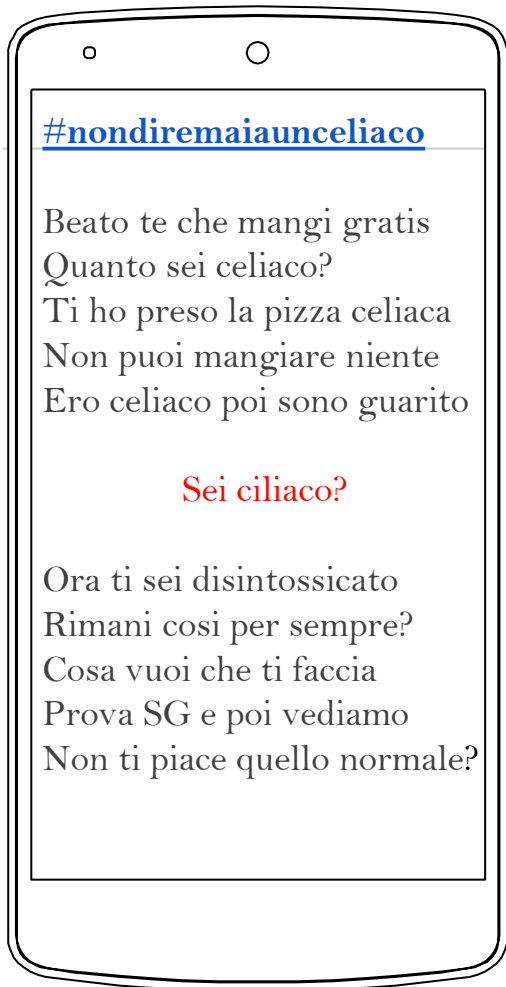 #nondiremaiaunceliaco
Beato te che mangi gratis
Quanto sei celiaco?
Ti ho preso la pizza celiaca
Non puoi mangiare niente
Ero celiaco poi sono guarito
Sei ciliaco?
Ora ti sei disintossicato
Rimani cosi per sempre?
Cosa vuoi che ti faccia
Prova SG e poi vediamo
Non ti piace quello normale?